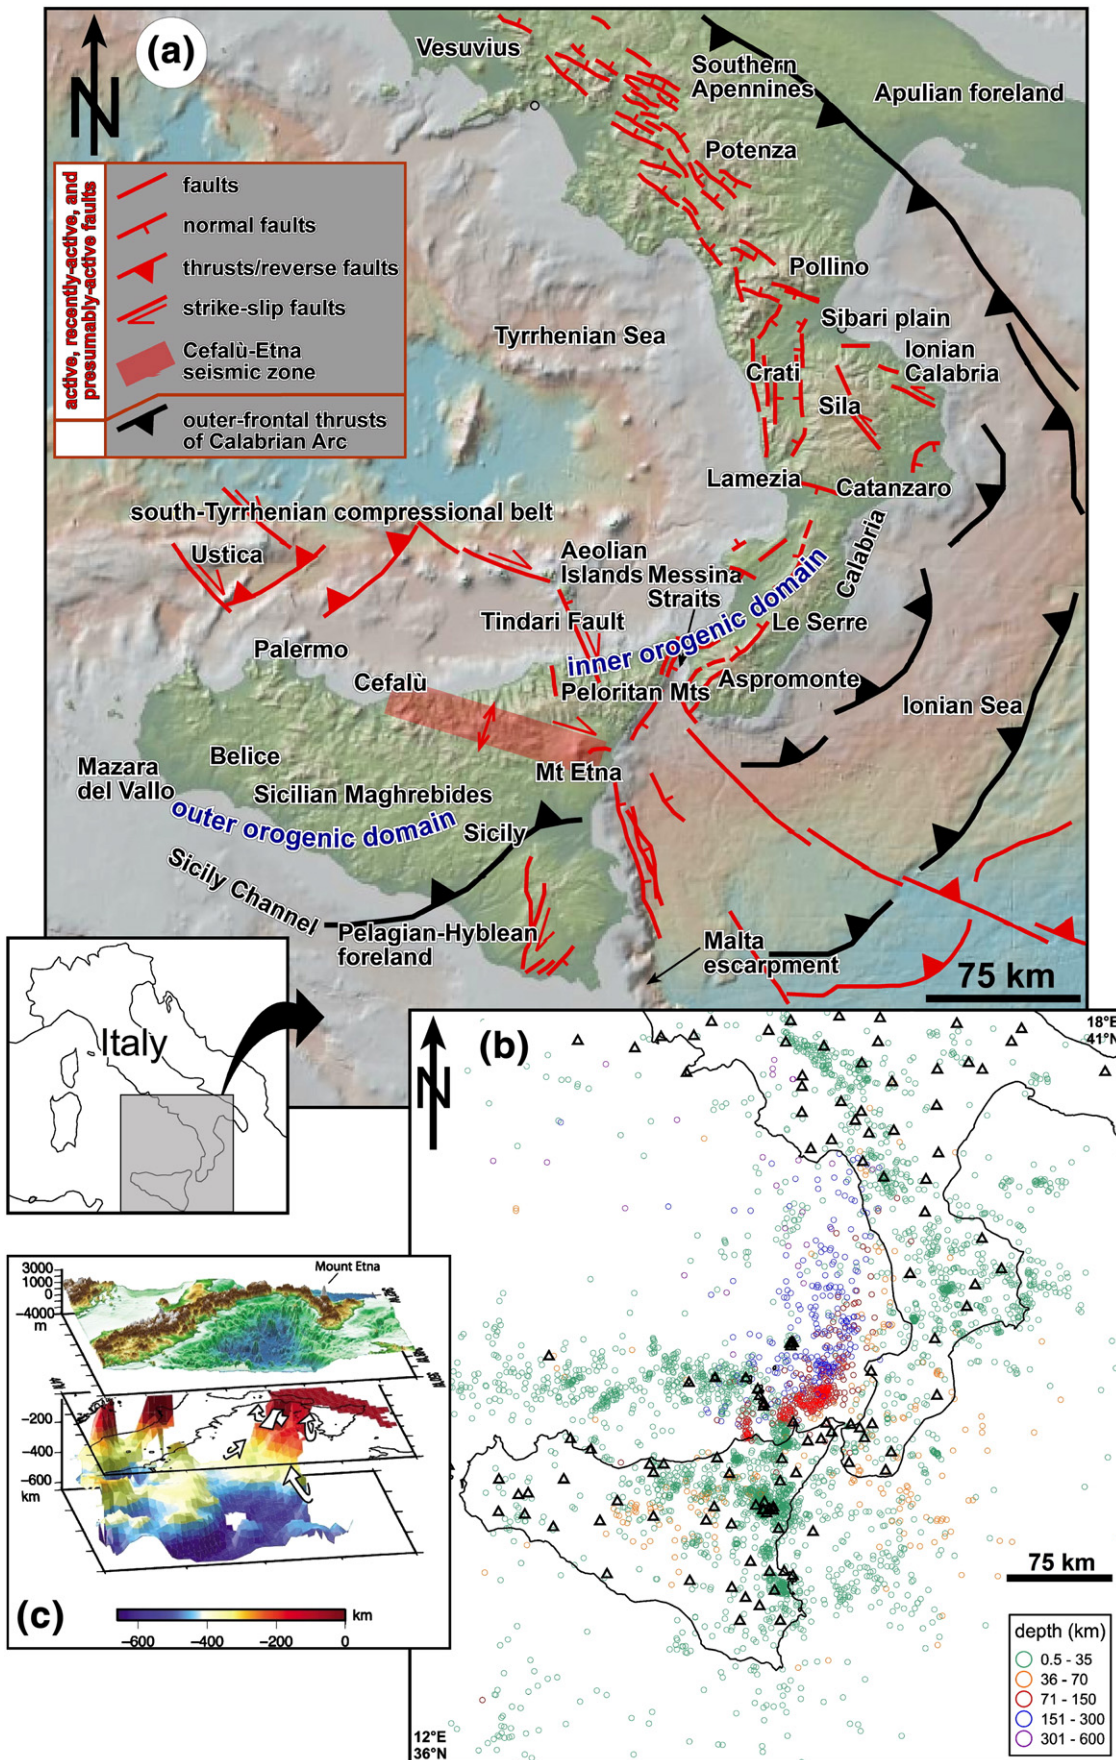 (a)
N
Vesuvius
Southern
Apennines
Apulian foreland
Potenza
active, recently-active, and
presumably-active faults
faults
normal faults
thrusts/reverse faults
strike-slip faults
Cefalù-Etna
seismic zone
outer-frontal thrusts
of Calabrian Arc
Pollino
Tyrrhenian Sea
Sibari plain
Ionian
Calabria
Crati
Sila
Lamezia
Catanzaro
south-Tyrrhenian compressional belt
Ustica
Aeolian
Islands
Messina
Straits
Calabria
Tindari Fault
inner orogenic domain
Le Serre
Palermo
Cefalù
Peloritan Mts
Aspromonte
Ionian Sea
Belice
Mt Etna
Mazara
del Vallo
Sicilian Maghrebides
outer orogenic domain
Sicily
Sicily Channel
Pelagian-Hyblean
foreland
Malta
escarpment
75 km
Italy
(b)
N
18°E
41°N
75 km
depth (km)
0.5 - 35
36 - 70
71 - 150
151 - 300
301 - 600
12°E
36°N
3000
1000
0
−4000
m
Mount Etna
−200
−400
−600
km
(c)
km
−600 −400 −200 0